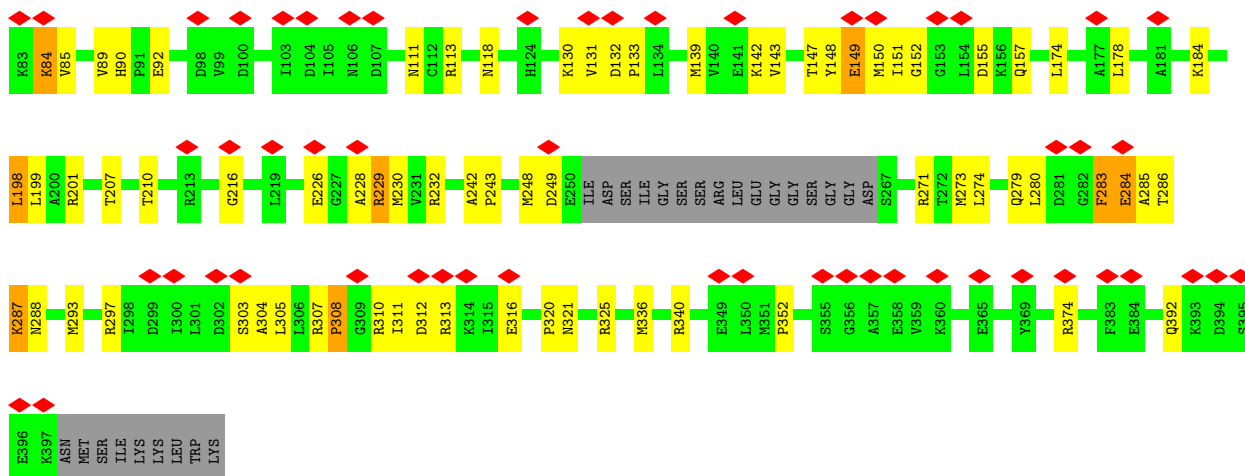 K83 K84 V85 V89 H90 P91 E92 D98 V99 D100 I103 D104 I105 N106 D107 N111 C112 R113 N118 H124 K130 V131 D132 P133 L134 M139 V140 E141 K142 V143 T147 Y148 E149 M150 I151 G152 G153 L154 D155 K156 Q157 L174 A177 L178 A181 K184
L198 L199 A200 R201 T207 T210 R213 G216 L219 E226 G227 A228 R229 M230 V231 R232 A242 P243 M248 D249 E250 ILE ASP SER ILE GLY SER SER ARG LEU GLU GLY GLY SER GLY GLY ASP S267 R271 T272 M273 L274 Q279 L280 D281 G282 F283 E284 A285 T286
K287 N288 M293 R297 I298 D299 I300 L301 D302 S303 A304 L305 L306 R307 P308 G309 R310 I311 D312 R313 K314 I315 E316 P320 N321 R325 M336 R340 E349 L350 M351 P352 S355 G356 A357 E358 V359 K360 E365 Y369 R374 F383 E384 Q392 K393 D394 S395
E396 K397 ASN MET SER ILE LYS LYS LEU TRP LYS